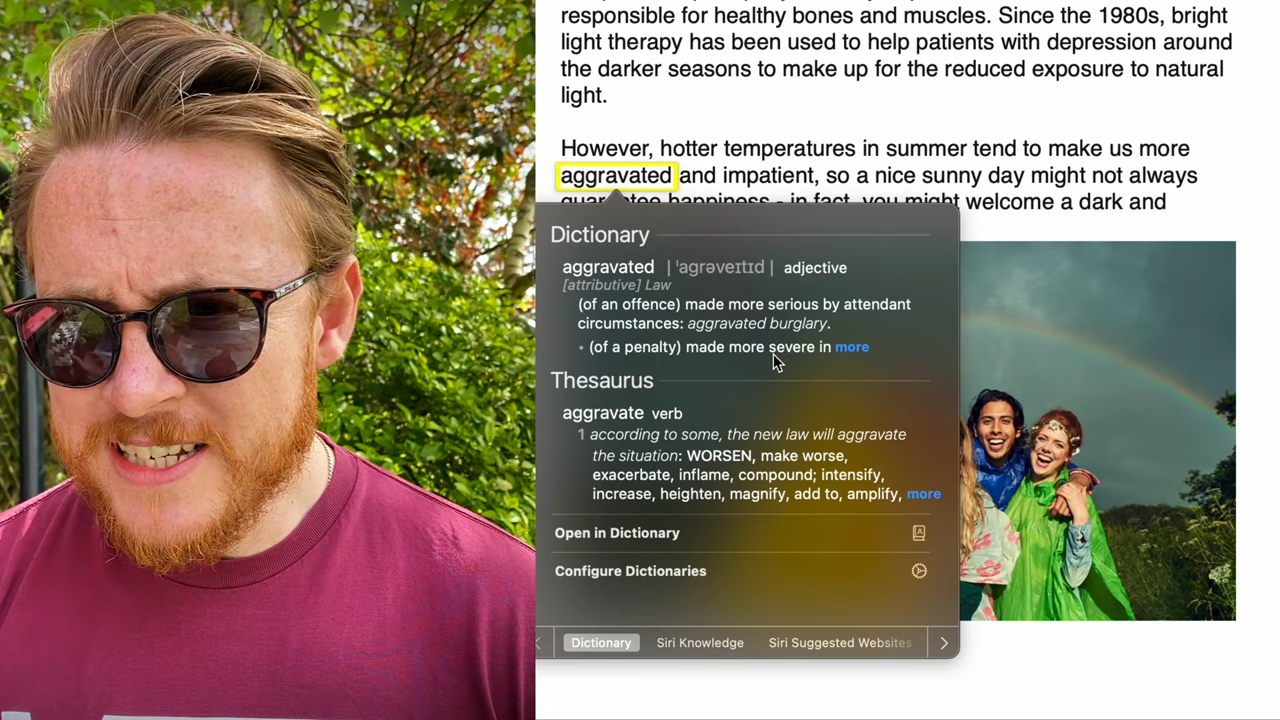 responsible for healthy bones and muscles. Since the 1980s, bright
light therapy has been used to help patients with depression around
the darker seasons to make up for the reduced exposure to natural
light.
However, hotter temperatures in summer tend to make us more
aggravated and impatient, so a nice sunny day might not always
guarantee happiness - in fact, you might welcome a dark and
Dictionary
aggravated | ˈaɡrəveɪtɪd | adjective
[attributive] Law
(of an offence) made more serious by attendant
circumstances: aggravated burglary.
• (of a penalty) made more severe in more
Thesaurus
aggravate verb
1 according to some, the new law will aggravate
the situation: WORSEN, make worse,
exacerbate, inflame, compound; intensify,
increase, heighten, magnify, add to, amplify, more
Open in Dictionary
Configure Dictionaries
Dictionary Siri Knowledge Siri Suggested Websites